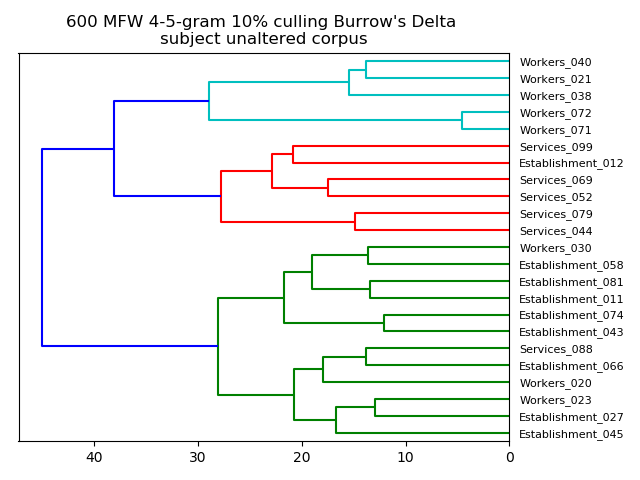 600 MFW 4-5-gram 10% culling Burrow's Delta
subject unaltered corpus
Workers_040
Workers_021
Workers_038
Workers_072
Workers_071
Services_099
Establishment_012
Services_069
Services_052
Services_079
Services_044
Workers_030
Establishment_058
Establishment_081
Establishment_011
Establishment_074
Establishment_043
Services_088
Establishment_066
Workers_020
Workers_023
Establishment_027
Establishment_045
40 30 20 10 0